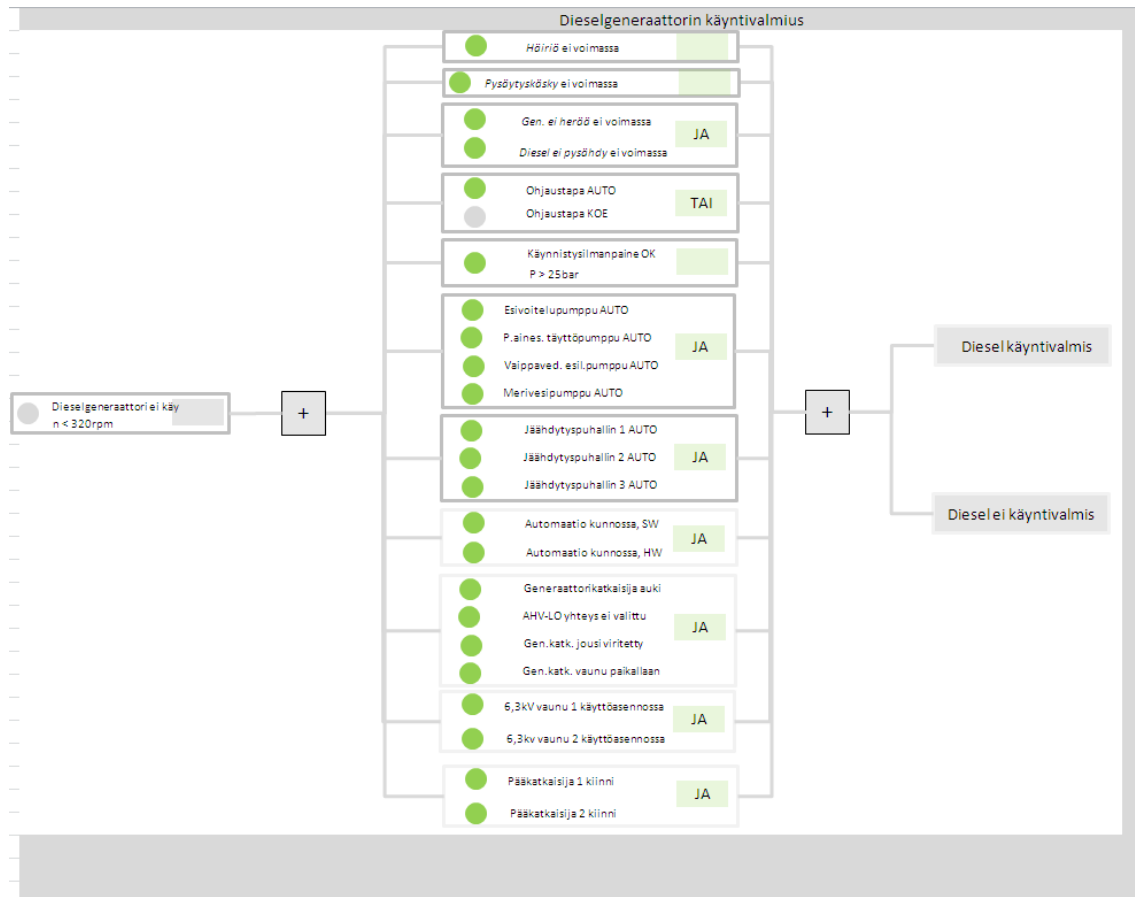 Dieselgeneraattorin käyntivalmius
Häiriö ei voimassa
Pysäytyskäsky ei voimassa
Gen. ei herää ei voimassa
JA
Diesel ei pysähdy ei voimassa
Ohjaustapa AUTO
TAI
Ohjaustapa KOE
Käynnistysilmanpaine OK
P > 25bar
Esivoitelupumppu AUTO
P.aines. täyttöpumppu AUTO
JA
Vaippaved. esil.pumppu AUTO
Merivesipumppu AUTO
Dieselgeneraattori ei käy
n < 320rpm
+
Jäähdytyspuhallin 1 AUTO
Jäähdytyspuhallin 2 AUTO
JA
Jäähdytyspuhallin 3 AUTO
Automaatio kunnossa, SW
JA
Automaatio kunnossa, HW
Generaattorikatkaisija auki
AHV-LO yhteys ei valittu
JA
Gen.katk. jousi viritetty
Gen.katk. vaunu paikallaan
6,3kV vaunu 1 käyttöasennossa
JA
6,3kv vaunu 2 käyttöasennossa
Pääkatkaisija 1 kiinni
JA
Pääkatkaisija 2 kiinni
+
Diesel käyntivalmis
Diesel ei käyntivalmis